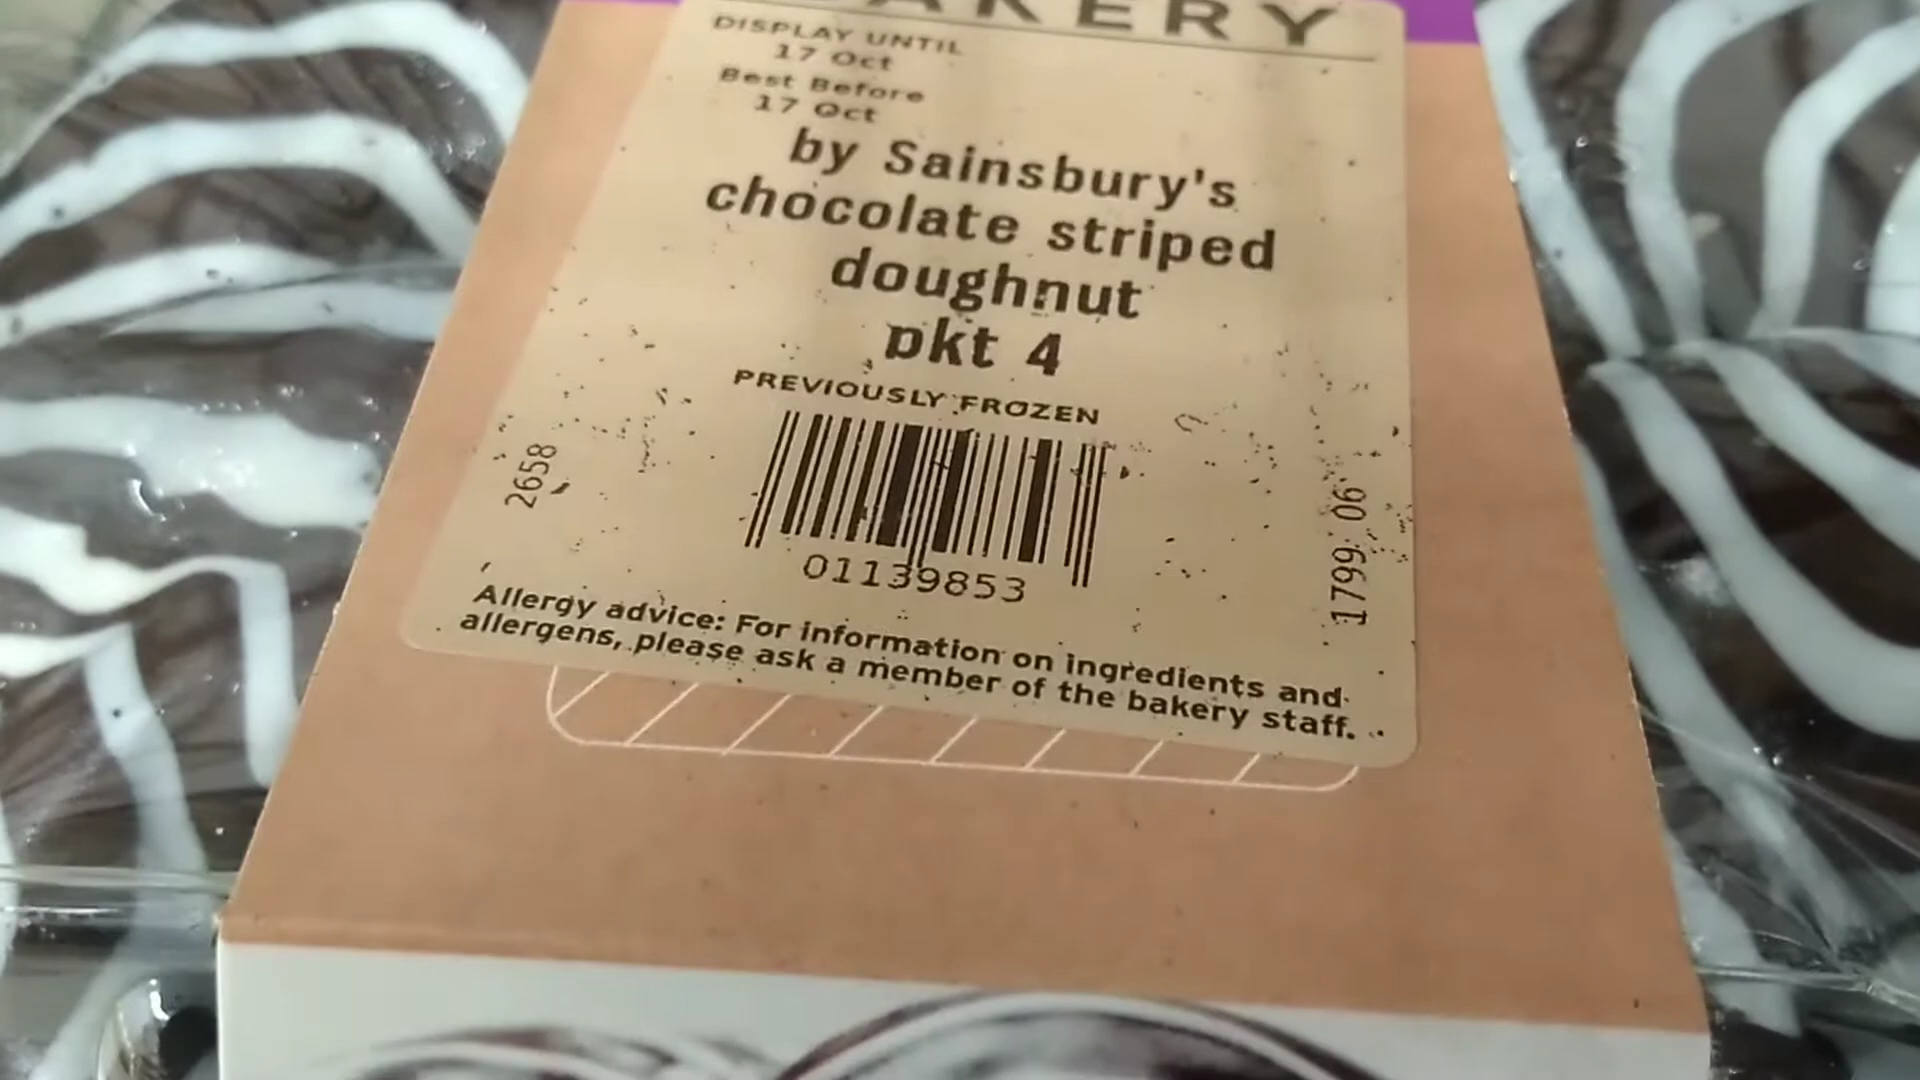 BAKERY
DISPLAY UNTIL
17 Oct
Best Before
17 Oct
by Sainsbury's
chocolate striped
doughnut
pkt 4
PREVIOUSLY FROZEN
2658
01139853
1799 06
Allergy advice: For information on ingredients and
allergens, please ask a member of the bakery staff.